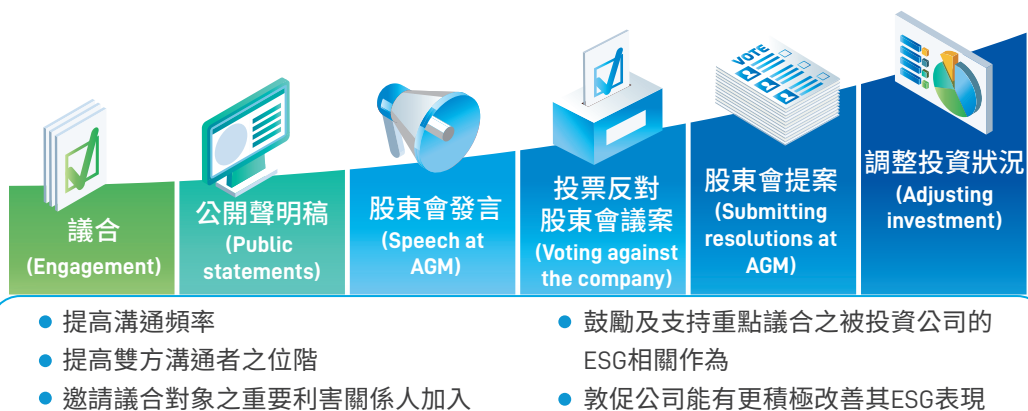 議合
(Engagement)
公開聲明稿
(Public
statements)
股東會發言
(Speech at
AGM)
投票反對
股東會議案
(Voting against
the company)
VOTE
股東會提案
(Submitting
resolutions at
AGM)
調整投資狀況
(Adjusting
investment)
提高溝通頻率
提高雙方溝通者之位階
邀請議合對象之重要利害關係人加入
鼓勵及支持重點議合之被投資公司的
ESG相關作為
敦促公司能有更積極改善其ESG表現